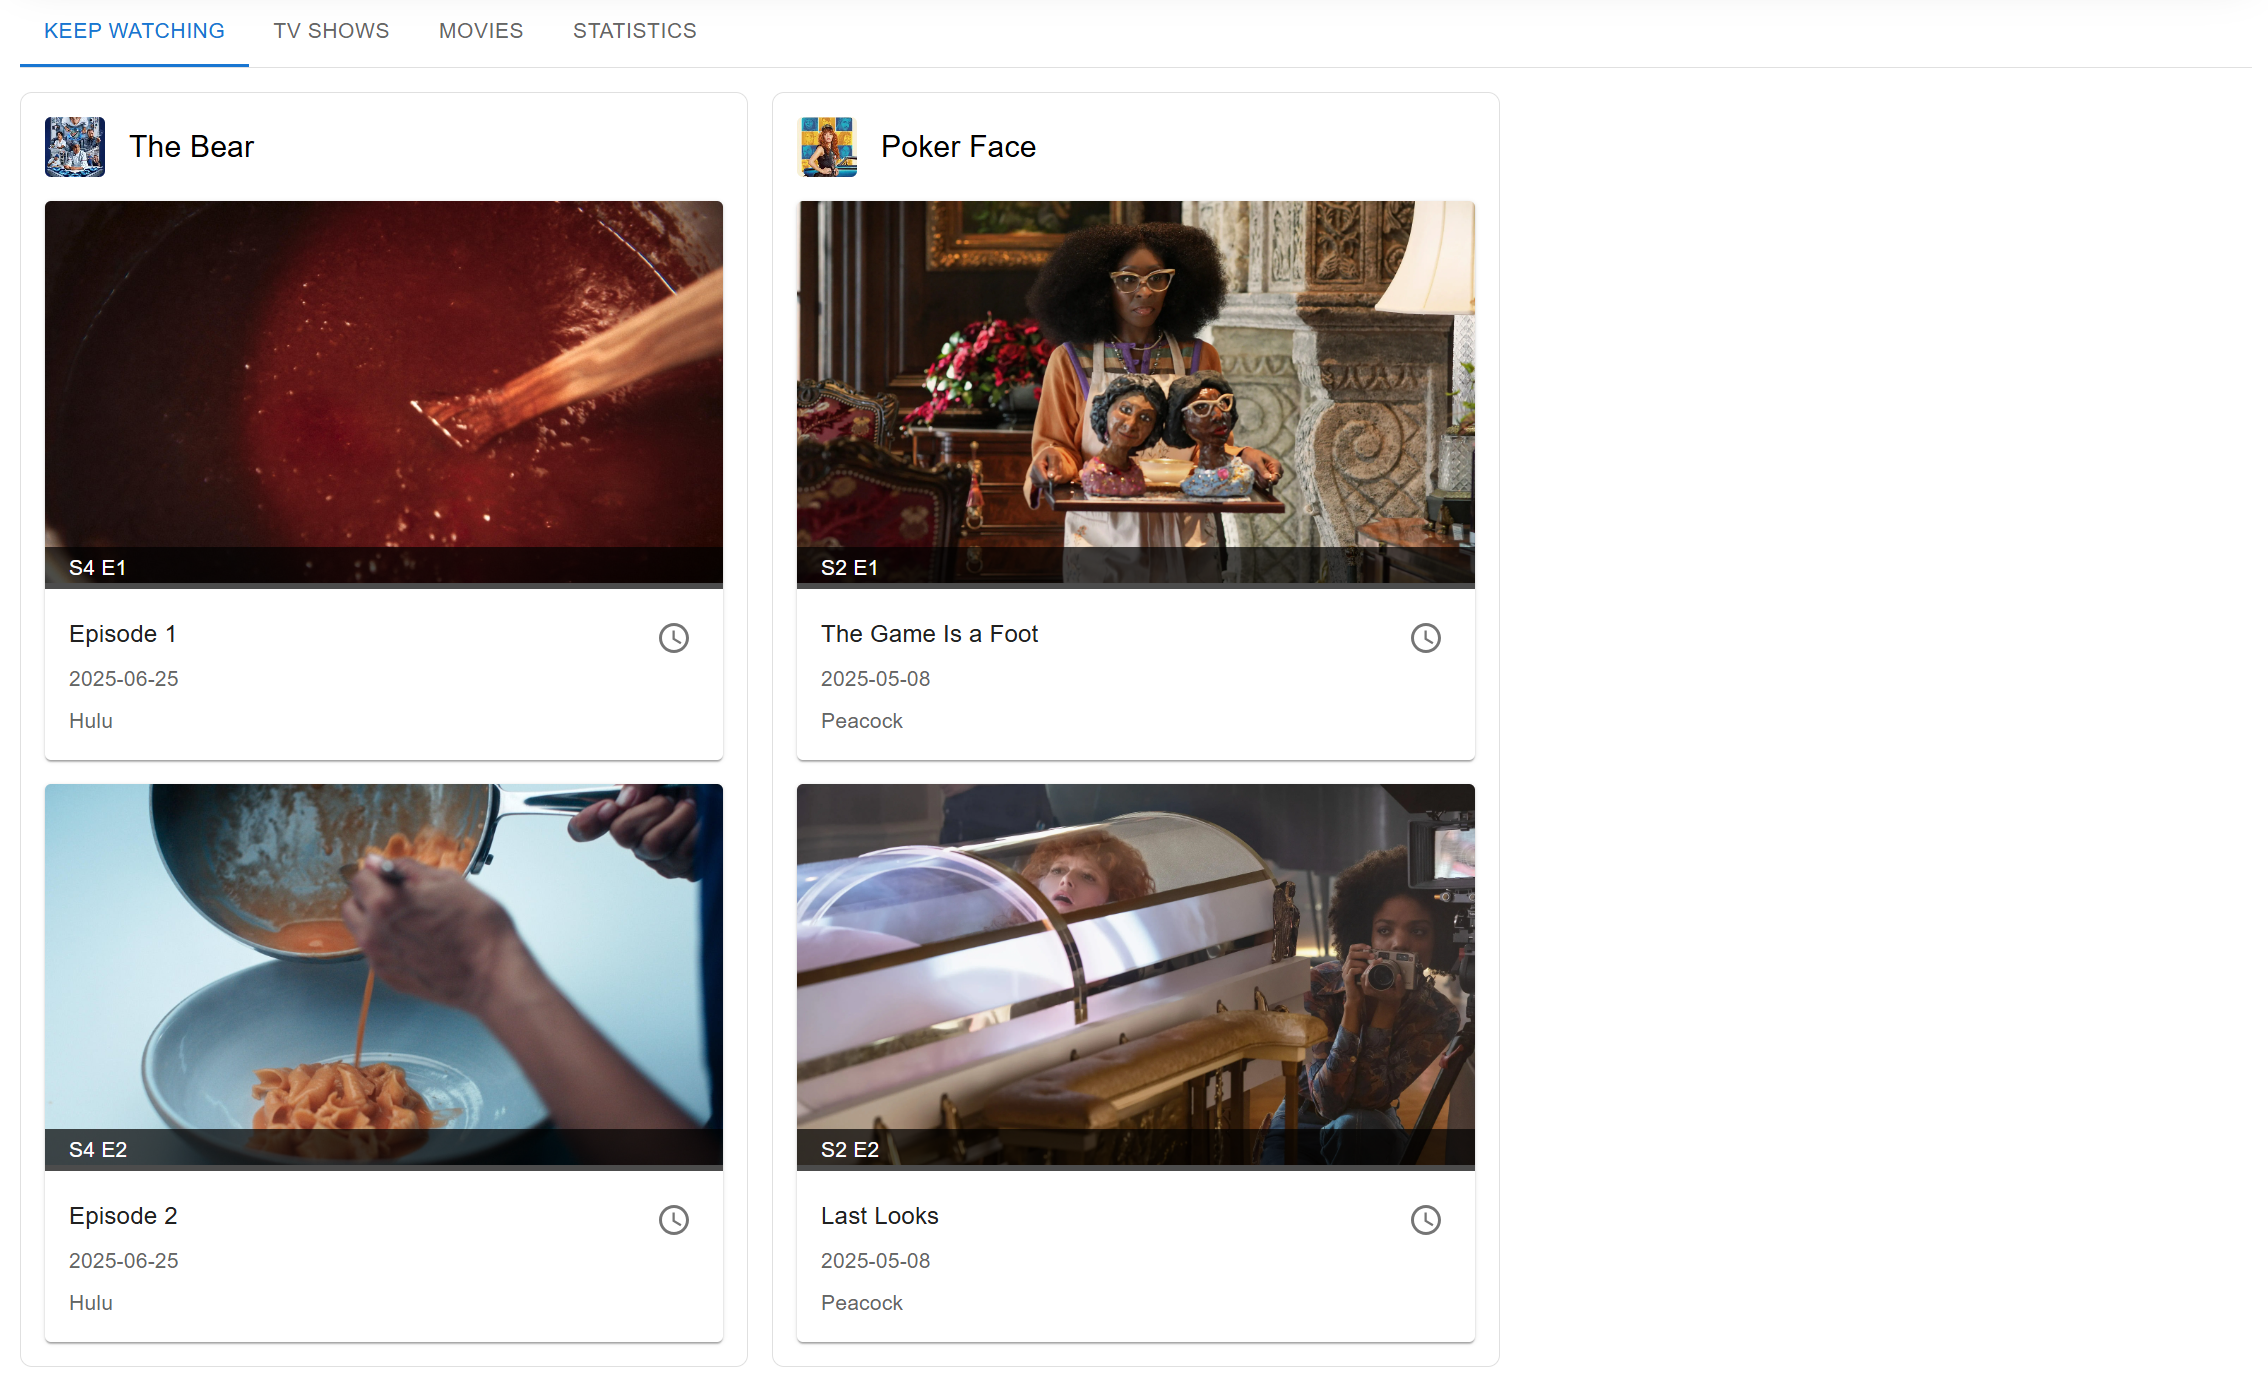 KEEP WATCHING
TV SHOWS
MOVIES
STATISTICS
The Bear
S4 E1
Episode 1
2025-06-25
Hulu
S4 E2
Episode 2
2025-06-25
Hulu
Poker Face
S2 E1
The Game Is a Foot
2025-05-08
Peacock
S2 E2
Last Looks
2025-05-08
Peacock